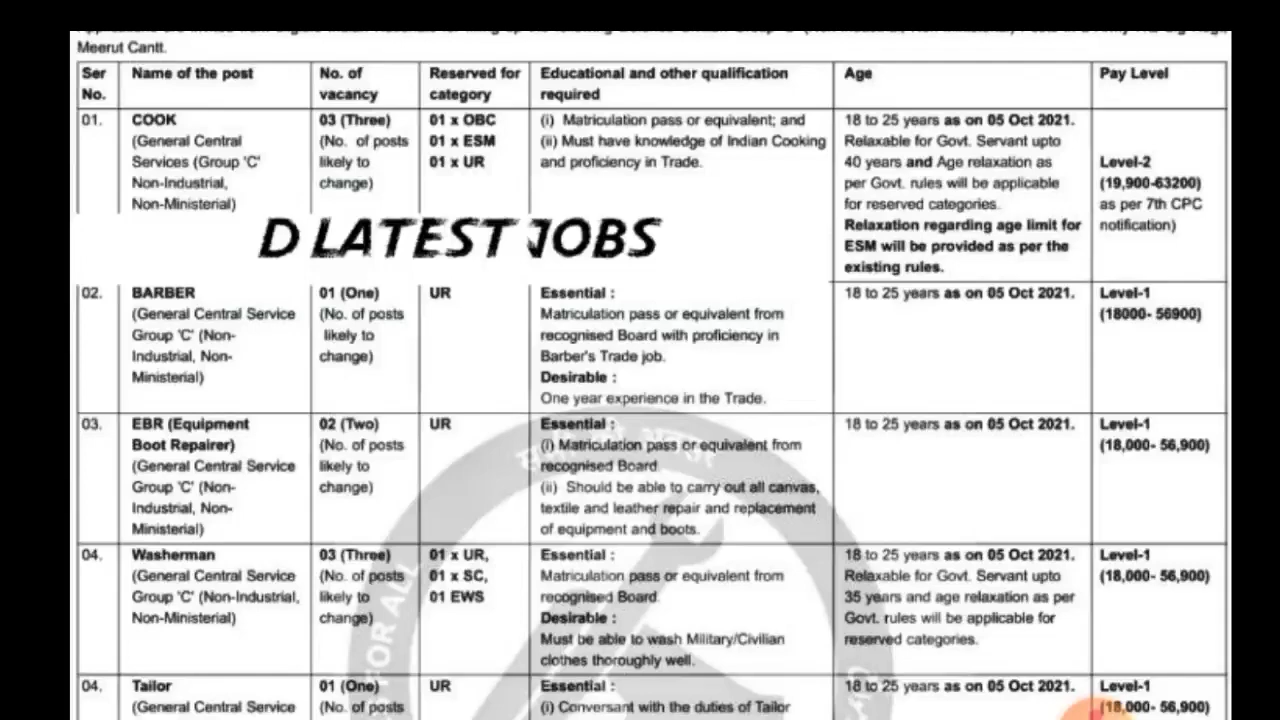 Meerut Cantt.
Ser No. | Name of the post | No. of vacancy | Reserved for category | Educational and other qualification required | Age | Pay Level
01. | COOK (General Central Services (Group 'C' Non-Industrial, Non-Ministerial) | 03 (Three) (No. of posts likely to change) | 01 x OBC 01 x ESM 01 x UR | (i) Matriculation pass or equivalent; and (ii) Must have knowledge of Indian Cooking and proficiency in Trade. | 18 to 25 years as on 05 Oct 2021. Relaxable for Govt. Servant upto 40 years and Age relaxation as per Govt. rules will be applicable for reserved categories. Relaxation regarding age limit for ESM will be provided as per the existing rules. | Level-2 (19,900-63200) as per 7th CPC notification)
D LATEST JOBS
02. | BARBER (General Central Service Group 'C' (Non-Industrial, Non-Ministerial) | 01 (One) (No. of posts likely to change) | UR | Essential : Matriculation pass or equivalent from recognised Board with proficiency in Barber's Trade job. Desirable : One year experience in the Trade. | 18 to 25 years as on 05 Oct 2021. | Level-1 (18000- 56900)
03. | EBR (Equipment Boot Repairer) (General Central Service Group 'C' (Non-Industrial, Non-Ministerial) | 02 (Two) (No. of posts likely to change) | UR | Essential : (i) Matriculation pass or equivalent from recognised Board (ii) Should be able to carry out all canvas, textile and leather repair and replacement of equipment and boots. | 18 to 25 years as on 05 Oct 2021. | Level-1 (18,000- 56,900)
04. | Washerman (General Central Service Group 'C' (Non-Industrial, Non-Ministerial) | 03 (Three) (No. of posts likely to change) | 01 x UR, 01 x SC, 01 EWS | Essential : Matriculation pass or equivalent from recognised Board. Desirable : Must be able to wash Military/Civilian clothes thoroughly well. | 18 to 25 years as on 05 Oct 2021. Relaxable for Govt. Servant upto 35 years and age relaxation as per Govt. rules will be applicable for reserved categories. | Level-1 (18,000- 56,900)
04. | Tailor (General Central Service | 01 (One) (No. of posts | UR | Essential : (i) Conversant with the duties of Tailor | 18 to 25 years as on 05 Oct 2021. | Level-1 (18,000- 56,900)
FOR ALL